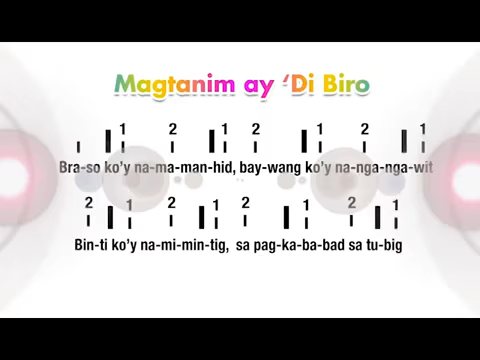 Magtanim ay ‘Di Biro
1 2 1 2 1 2 1
Bra-so ko’y na-ma-man-hid, bay-wang ko’y na-nga-nga-wit
2 1 2 1 2 1 2 1
Bin-ti ko’y na-mi-min-tig, sa pag-ka-ba-bad sa tu-big